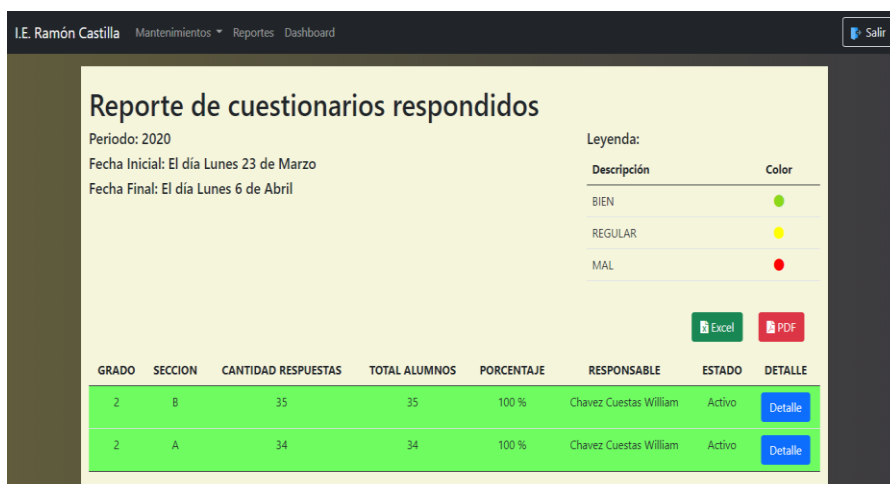 I.E. Ramón Castilla Mantenimientos Reportes Dashboard Salir
Reporte de cuestionarios respondidos
Periodo: 2020
Fecha Inicial: El día Lunes 23 de Marzo
Fecha Final: El día Lunes 6 de Abril
Leyenda:
Descripción Color
BIEN
REGULAR
MAL
Excel PDF
GRADO SECCION CANTIDAD RESPUESTAS TOTAL ALUMNOS PORCENTAJE RESPONSABLE ESTADO DETALLE
2 B 35 35 100 % Chavez Cuestas William Activo Detalle
2 A 34 34 100 % Chavez Cuestas William Activo Detalle